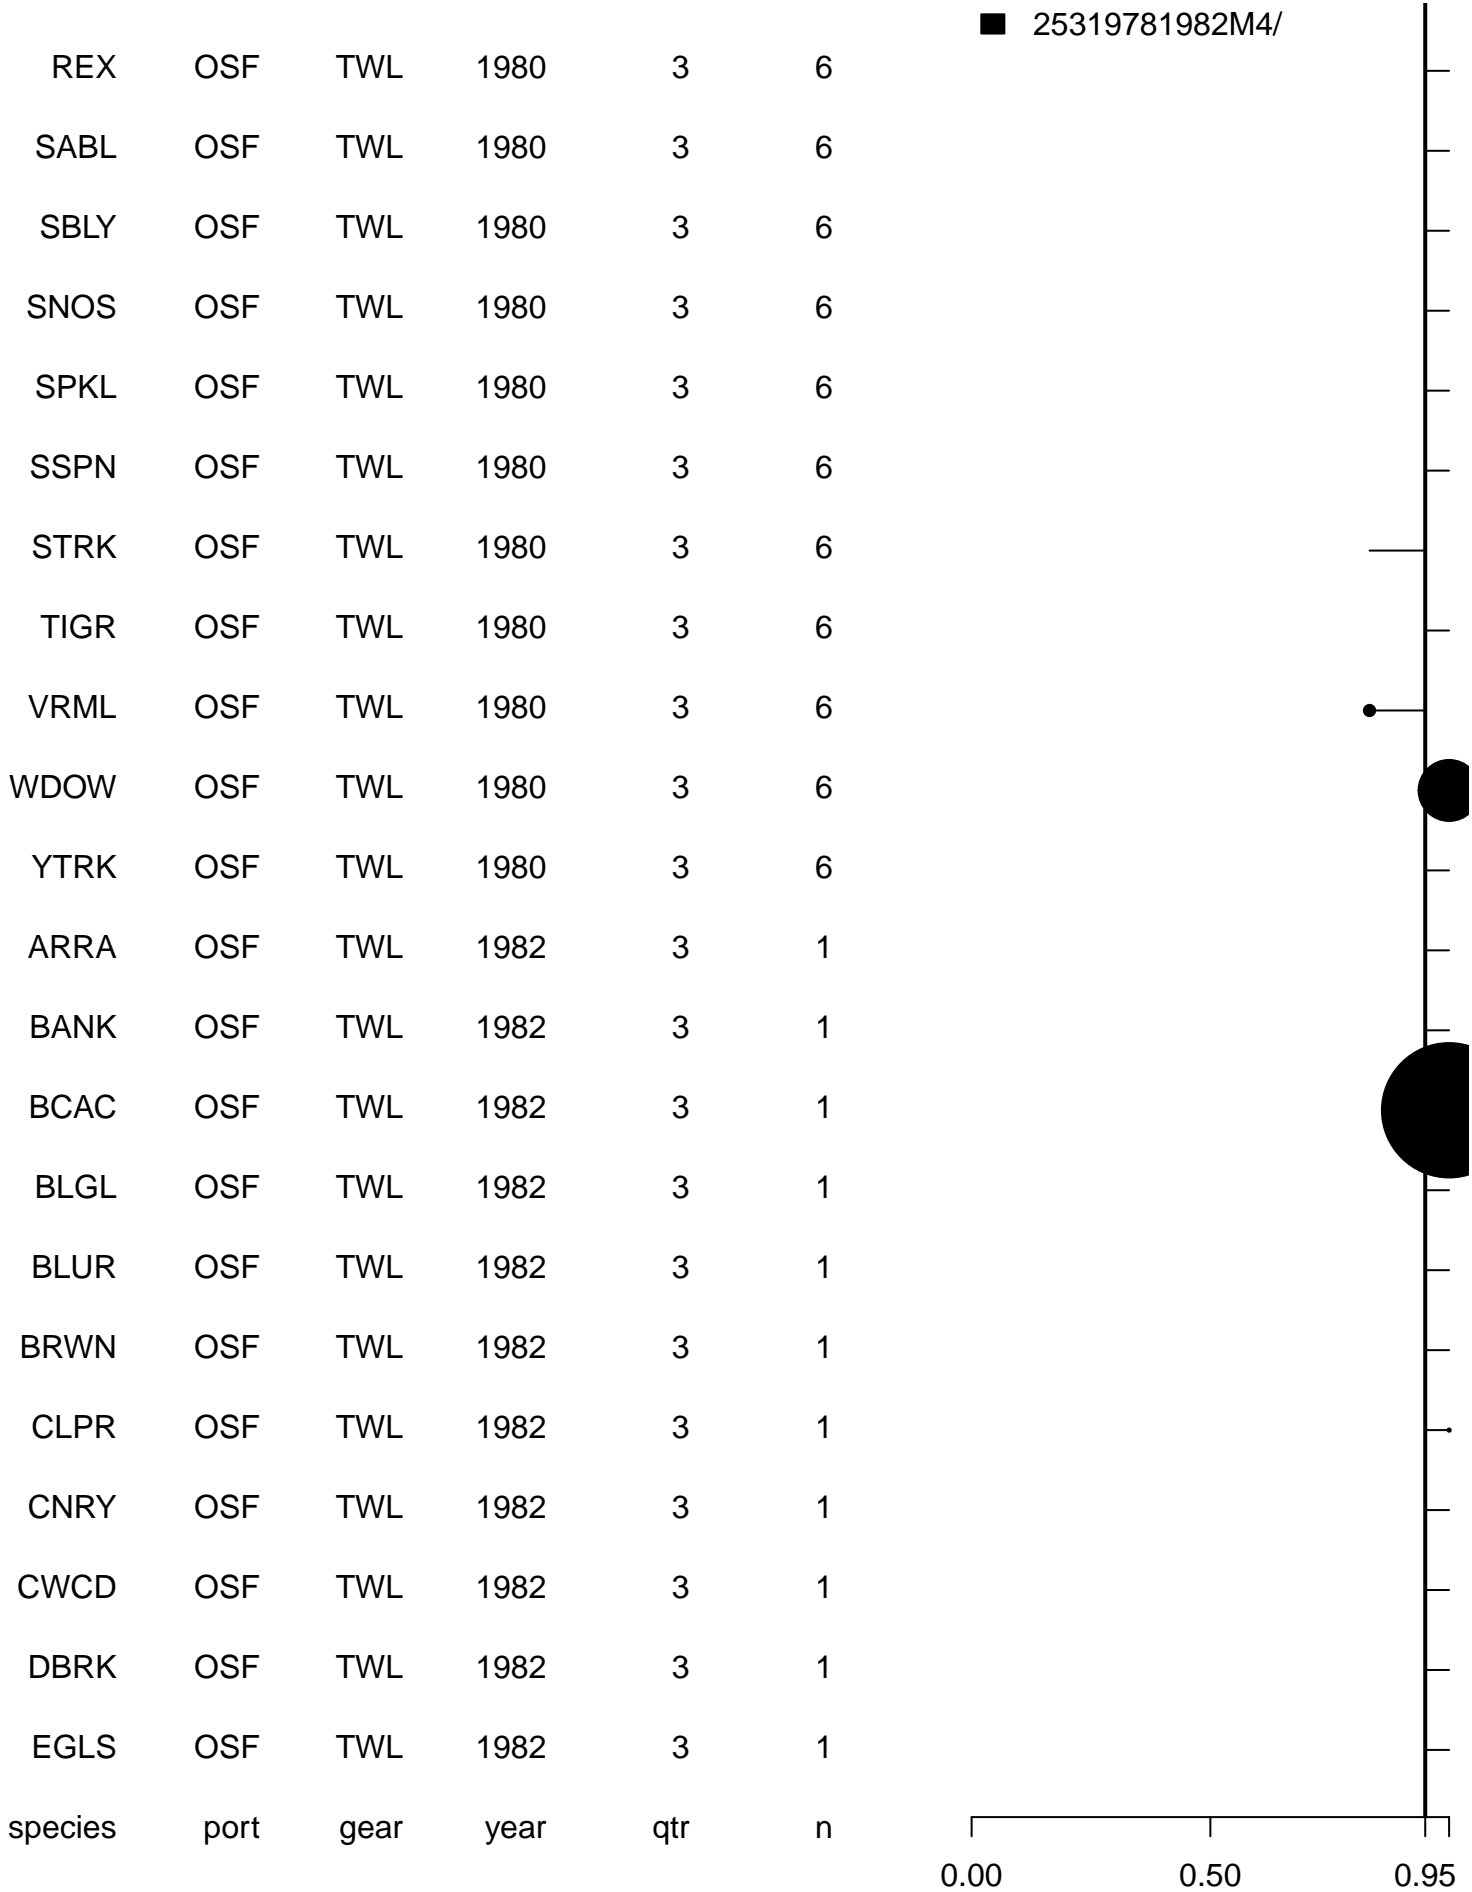 25319781982M4/
REX OSF TWL 1980 3 6
SABL OSF TWL 1980 3 6
SBLY OSF TWL 1980 3 6
SNOS OSF TWL 1980 3 6
SPKL OSF TWL 1980 3 6
SSPN OSF TWL 1980 3 6
STRK OSF TWL 1980 3 6
TIGR OSF TWL 1980 3 6
VRML OSF TWL 1980 3 6
WDOW OSF TWL 1980 3 6
YTRK OSF TWL 1980 3 6
ARRA OSF TWL 1982 3 1
BANK OSF TWL 1982 3 1
BCAC OSF TWL 1982 3 1
BLGL OSF TWL 1982 3 1
BLUR OSF TWL 1982 3 1
BRWN OSF TWL 1982 3 1
CLPR OSF TWL 1982 3 1
CNRY OSF TWL 1982 3 1
CWCD OSF TWL 1982 3 1
DBRK OSF TWL 1982 3 1
EGLS OSF TWL 1982 3 1
species port gear year qtr n
0.00 0.50 0.95